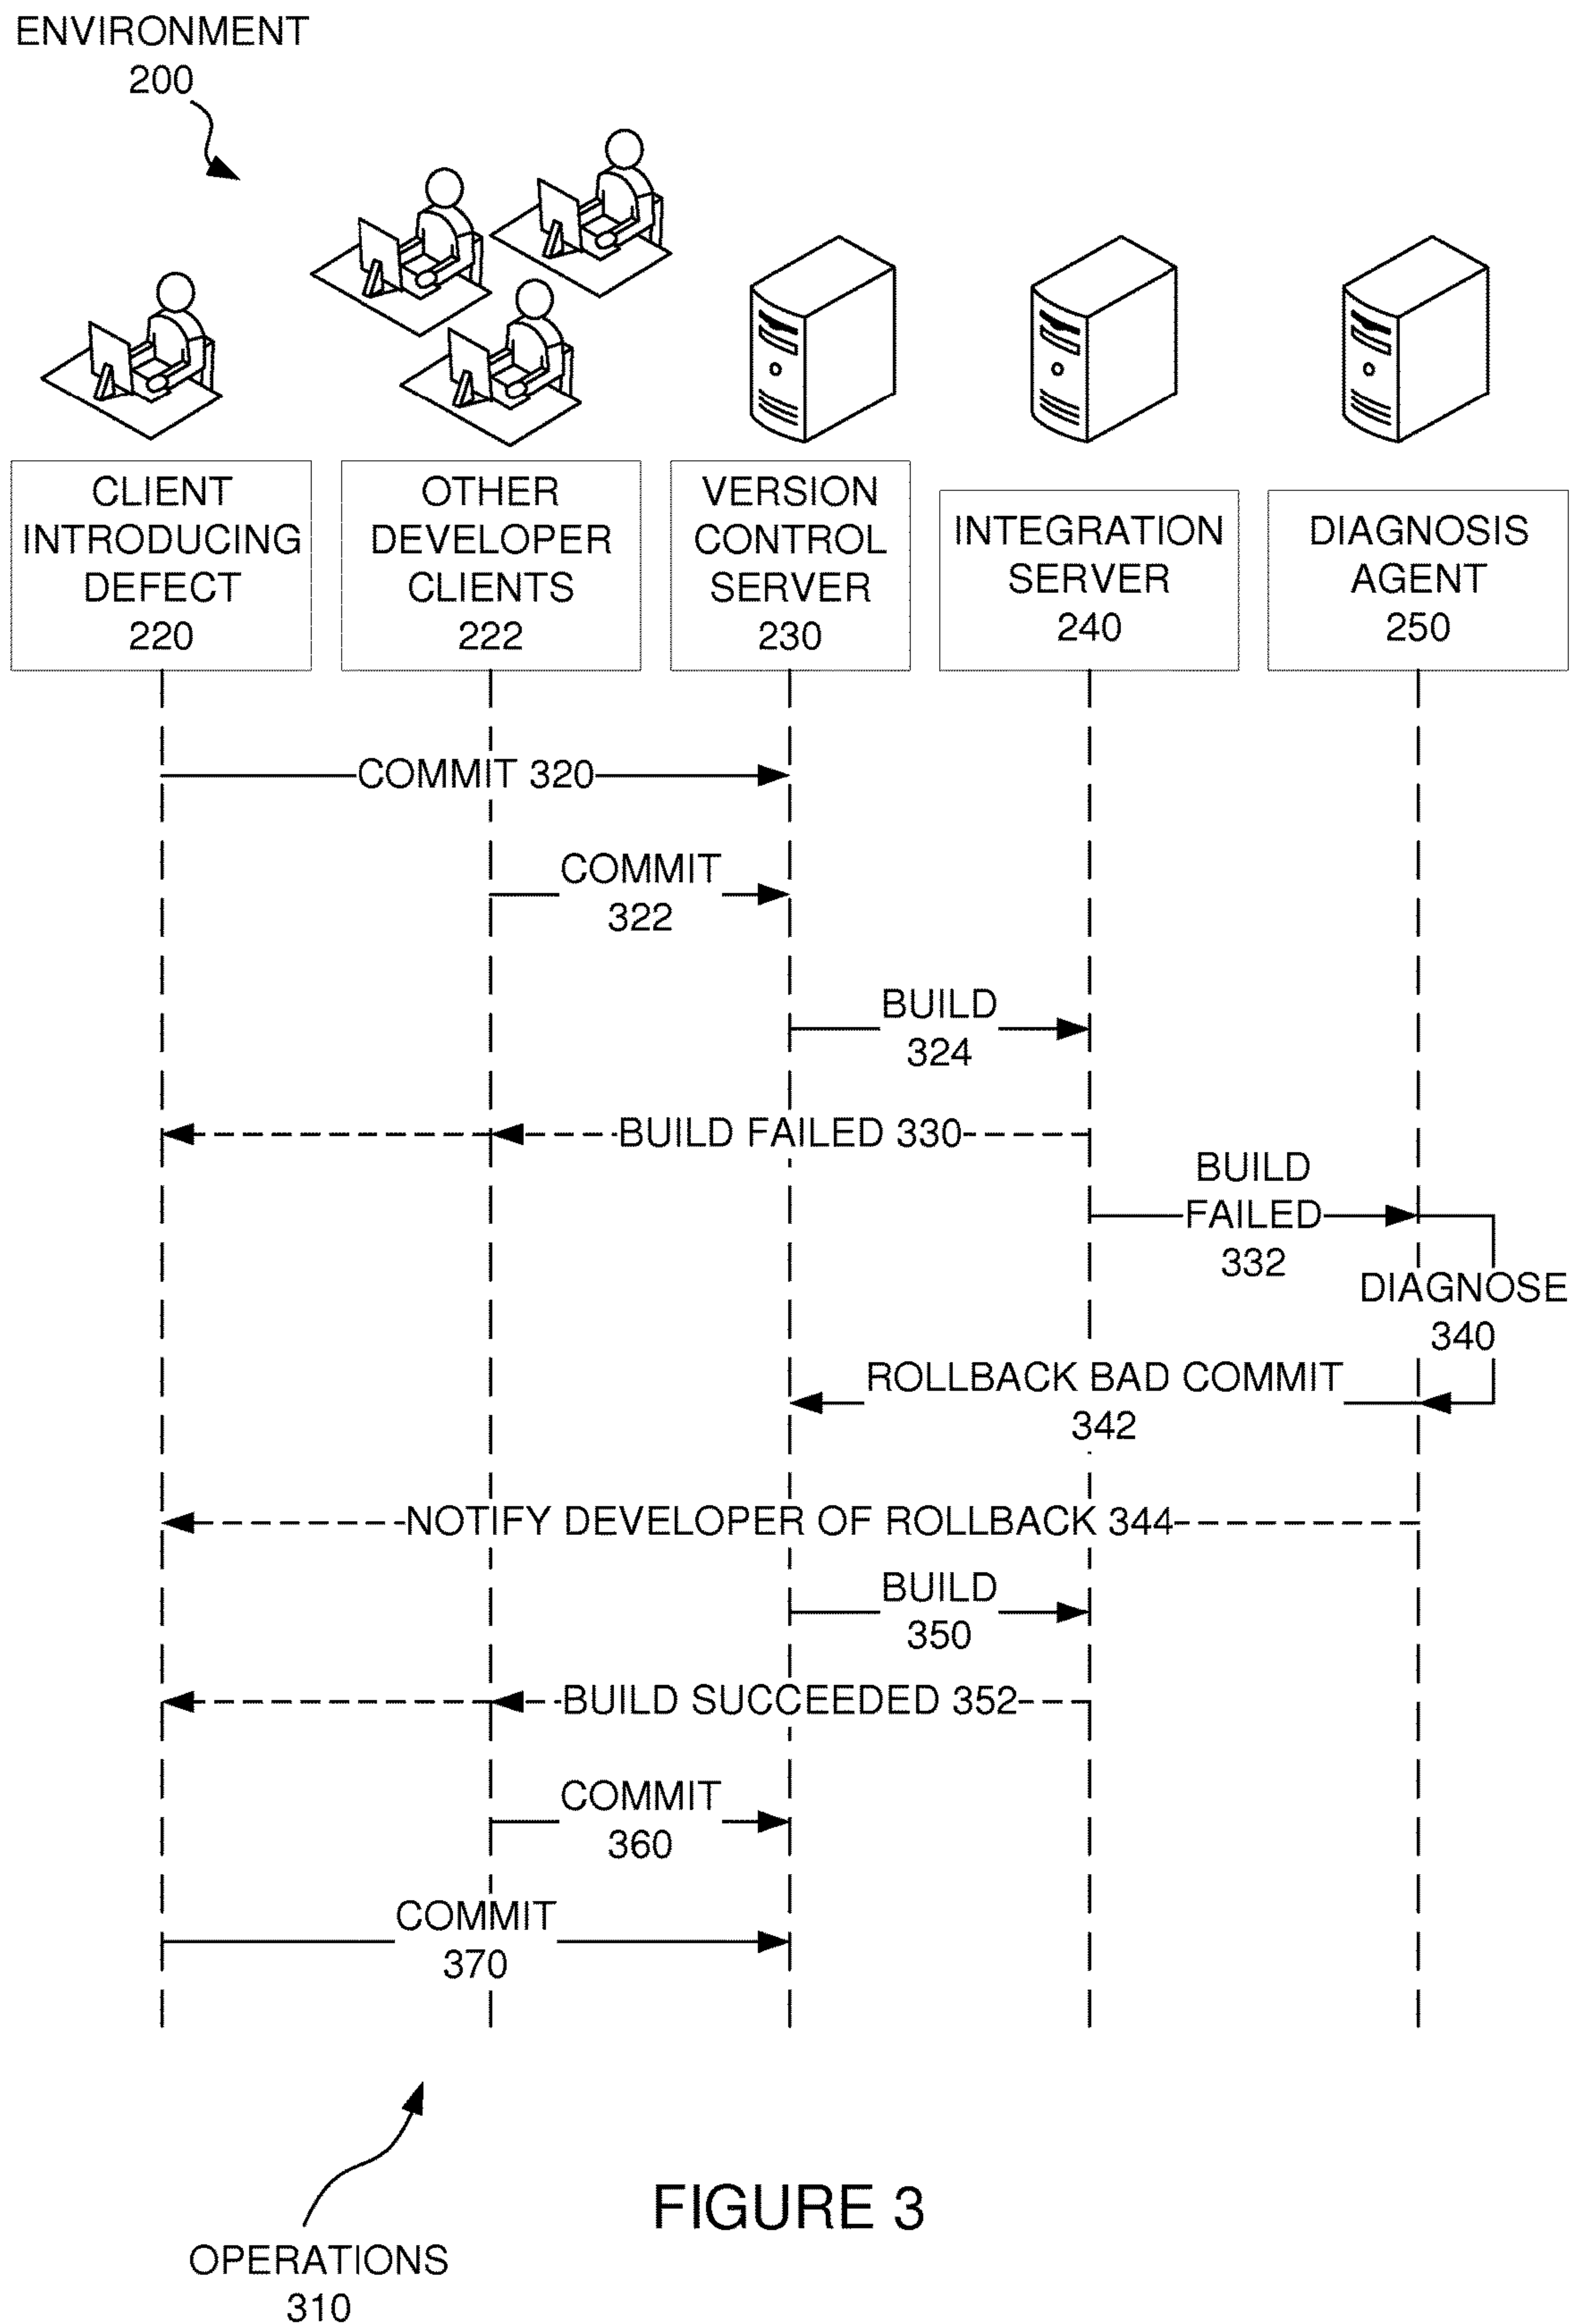 ENVIRONMENT
200
CLIENT
INTRODUCING
DEFECT
220
OTHER
DEVELOPER
CLIENTS
222
VERSION
CONTROL
SERVER
230
INTEGRATION
SERVER
240
DIAGNOSIS
AGENT
250
COMMIT 320
COMMIT
322
BUILD
324
BUILD FAILED 330
BUILD
FAILED
332
DIAGNOSE
340
ROLLBACK BAD COMMIT
342
NOTIFY DEVELOPER OF ROLLBACK 344
BUILD
350
BUILD SUCCEEDED 352
COMMIT
360
COMMIT
370
FIGURE 3
OPERATIONS
310